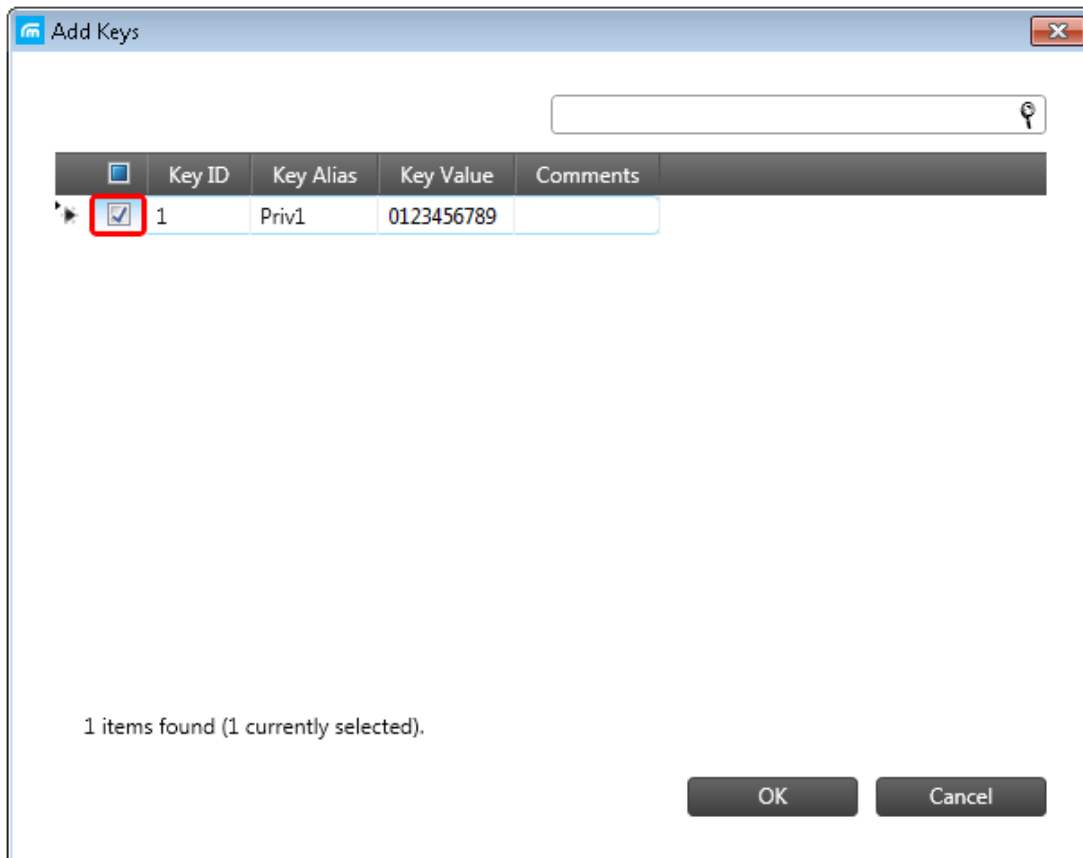 Add Keys
Key ID Key Alias Key Value Comments
1 Priv1 0123456789
1 items found (1 currently selected).
OK Cancel